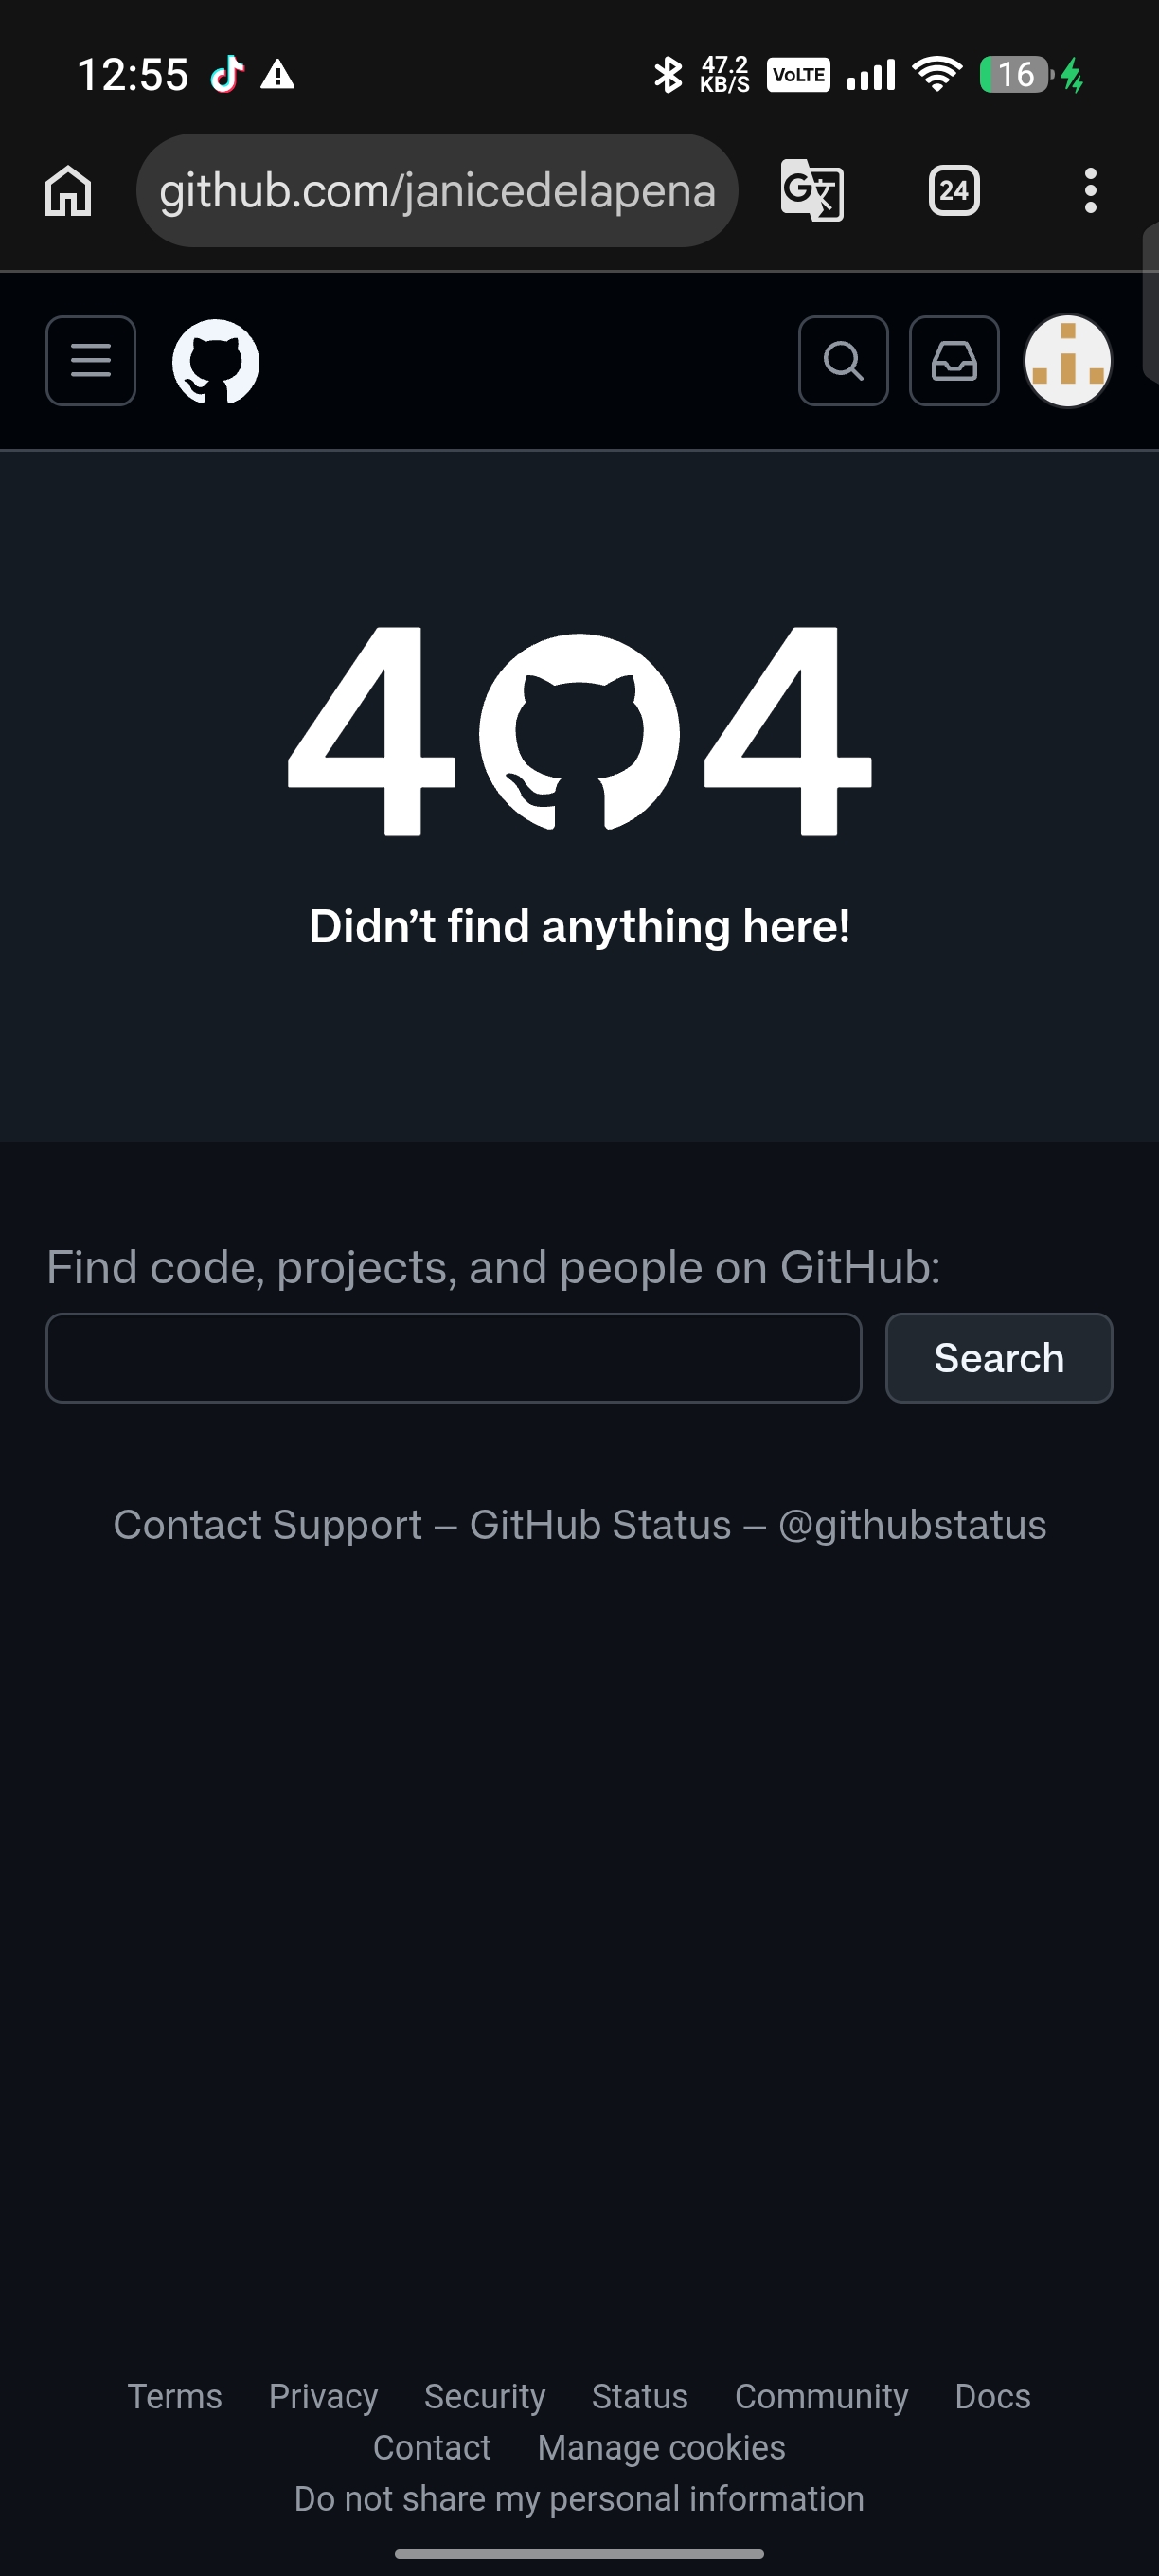 12:55 47.2 KB/S VoLTE 16
github.com/janicedelapena 24
404
Didn’t find anything here!
Find code, projects, and people on GitHub:
Search
Contact Support – GitHub Status – @githubstatus
Terms Privacy Security Status Community Docs
Contact Manage cookies
Do not share my personal information